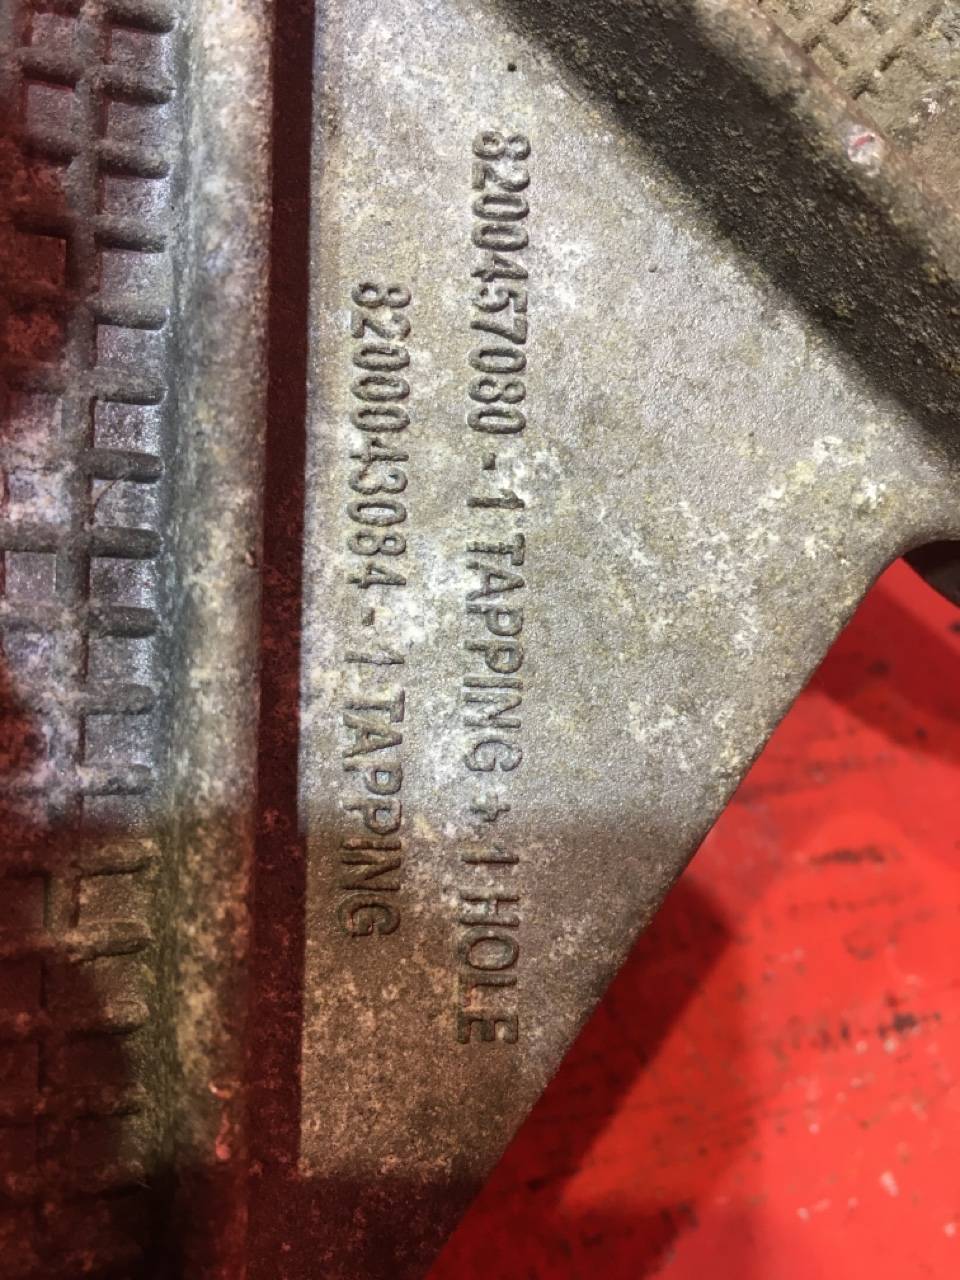 8200457080 - 1 TAPPING + 1 HOLE
8200043084 - 1 TAPPING